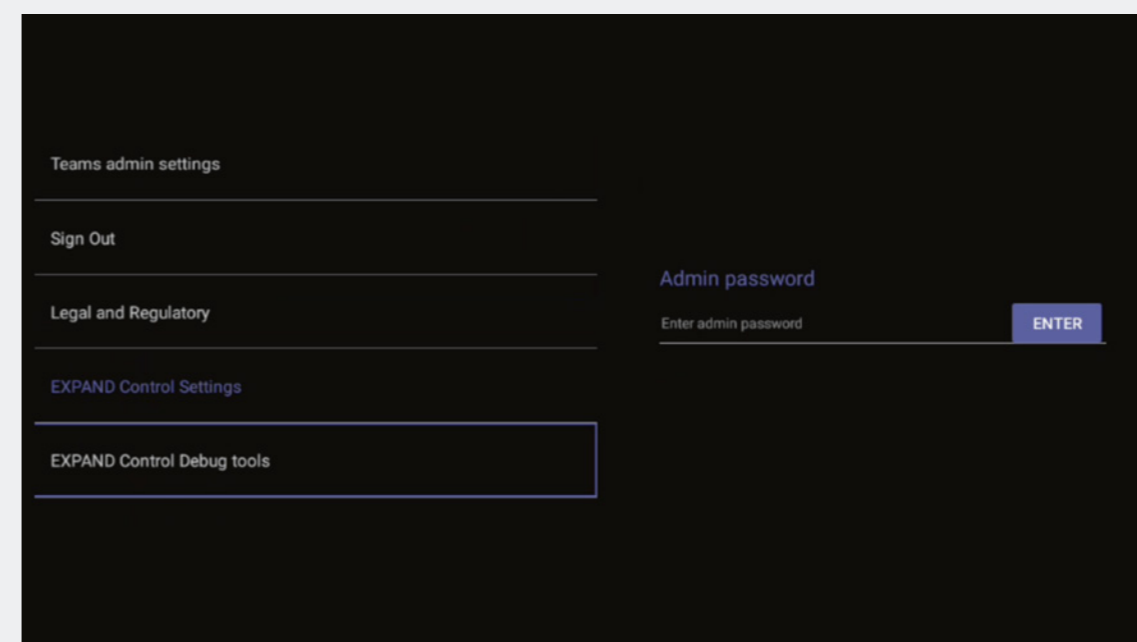 Teams admin settings
Sign Out
Legal and Regulatory
EXPAND Control Settings
EXPAND Control Debug tools
Admin password
Enter admin password
ENTER